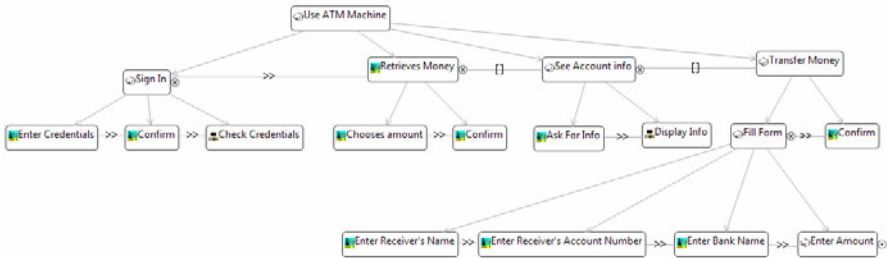 Use ATM Machine
Sign In >> Retrieves Money [] See Account info [] Transfer Money
Enter Credentials >> Confirm >> Check Credentials Chooses amount >> Confirm Ask For Info >> Display Info Fill Form >> Confirm
Enter Receiver's Name >> Enter Receiver's Account Number >> Enter Bank Name >> Enter Amount